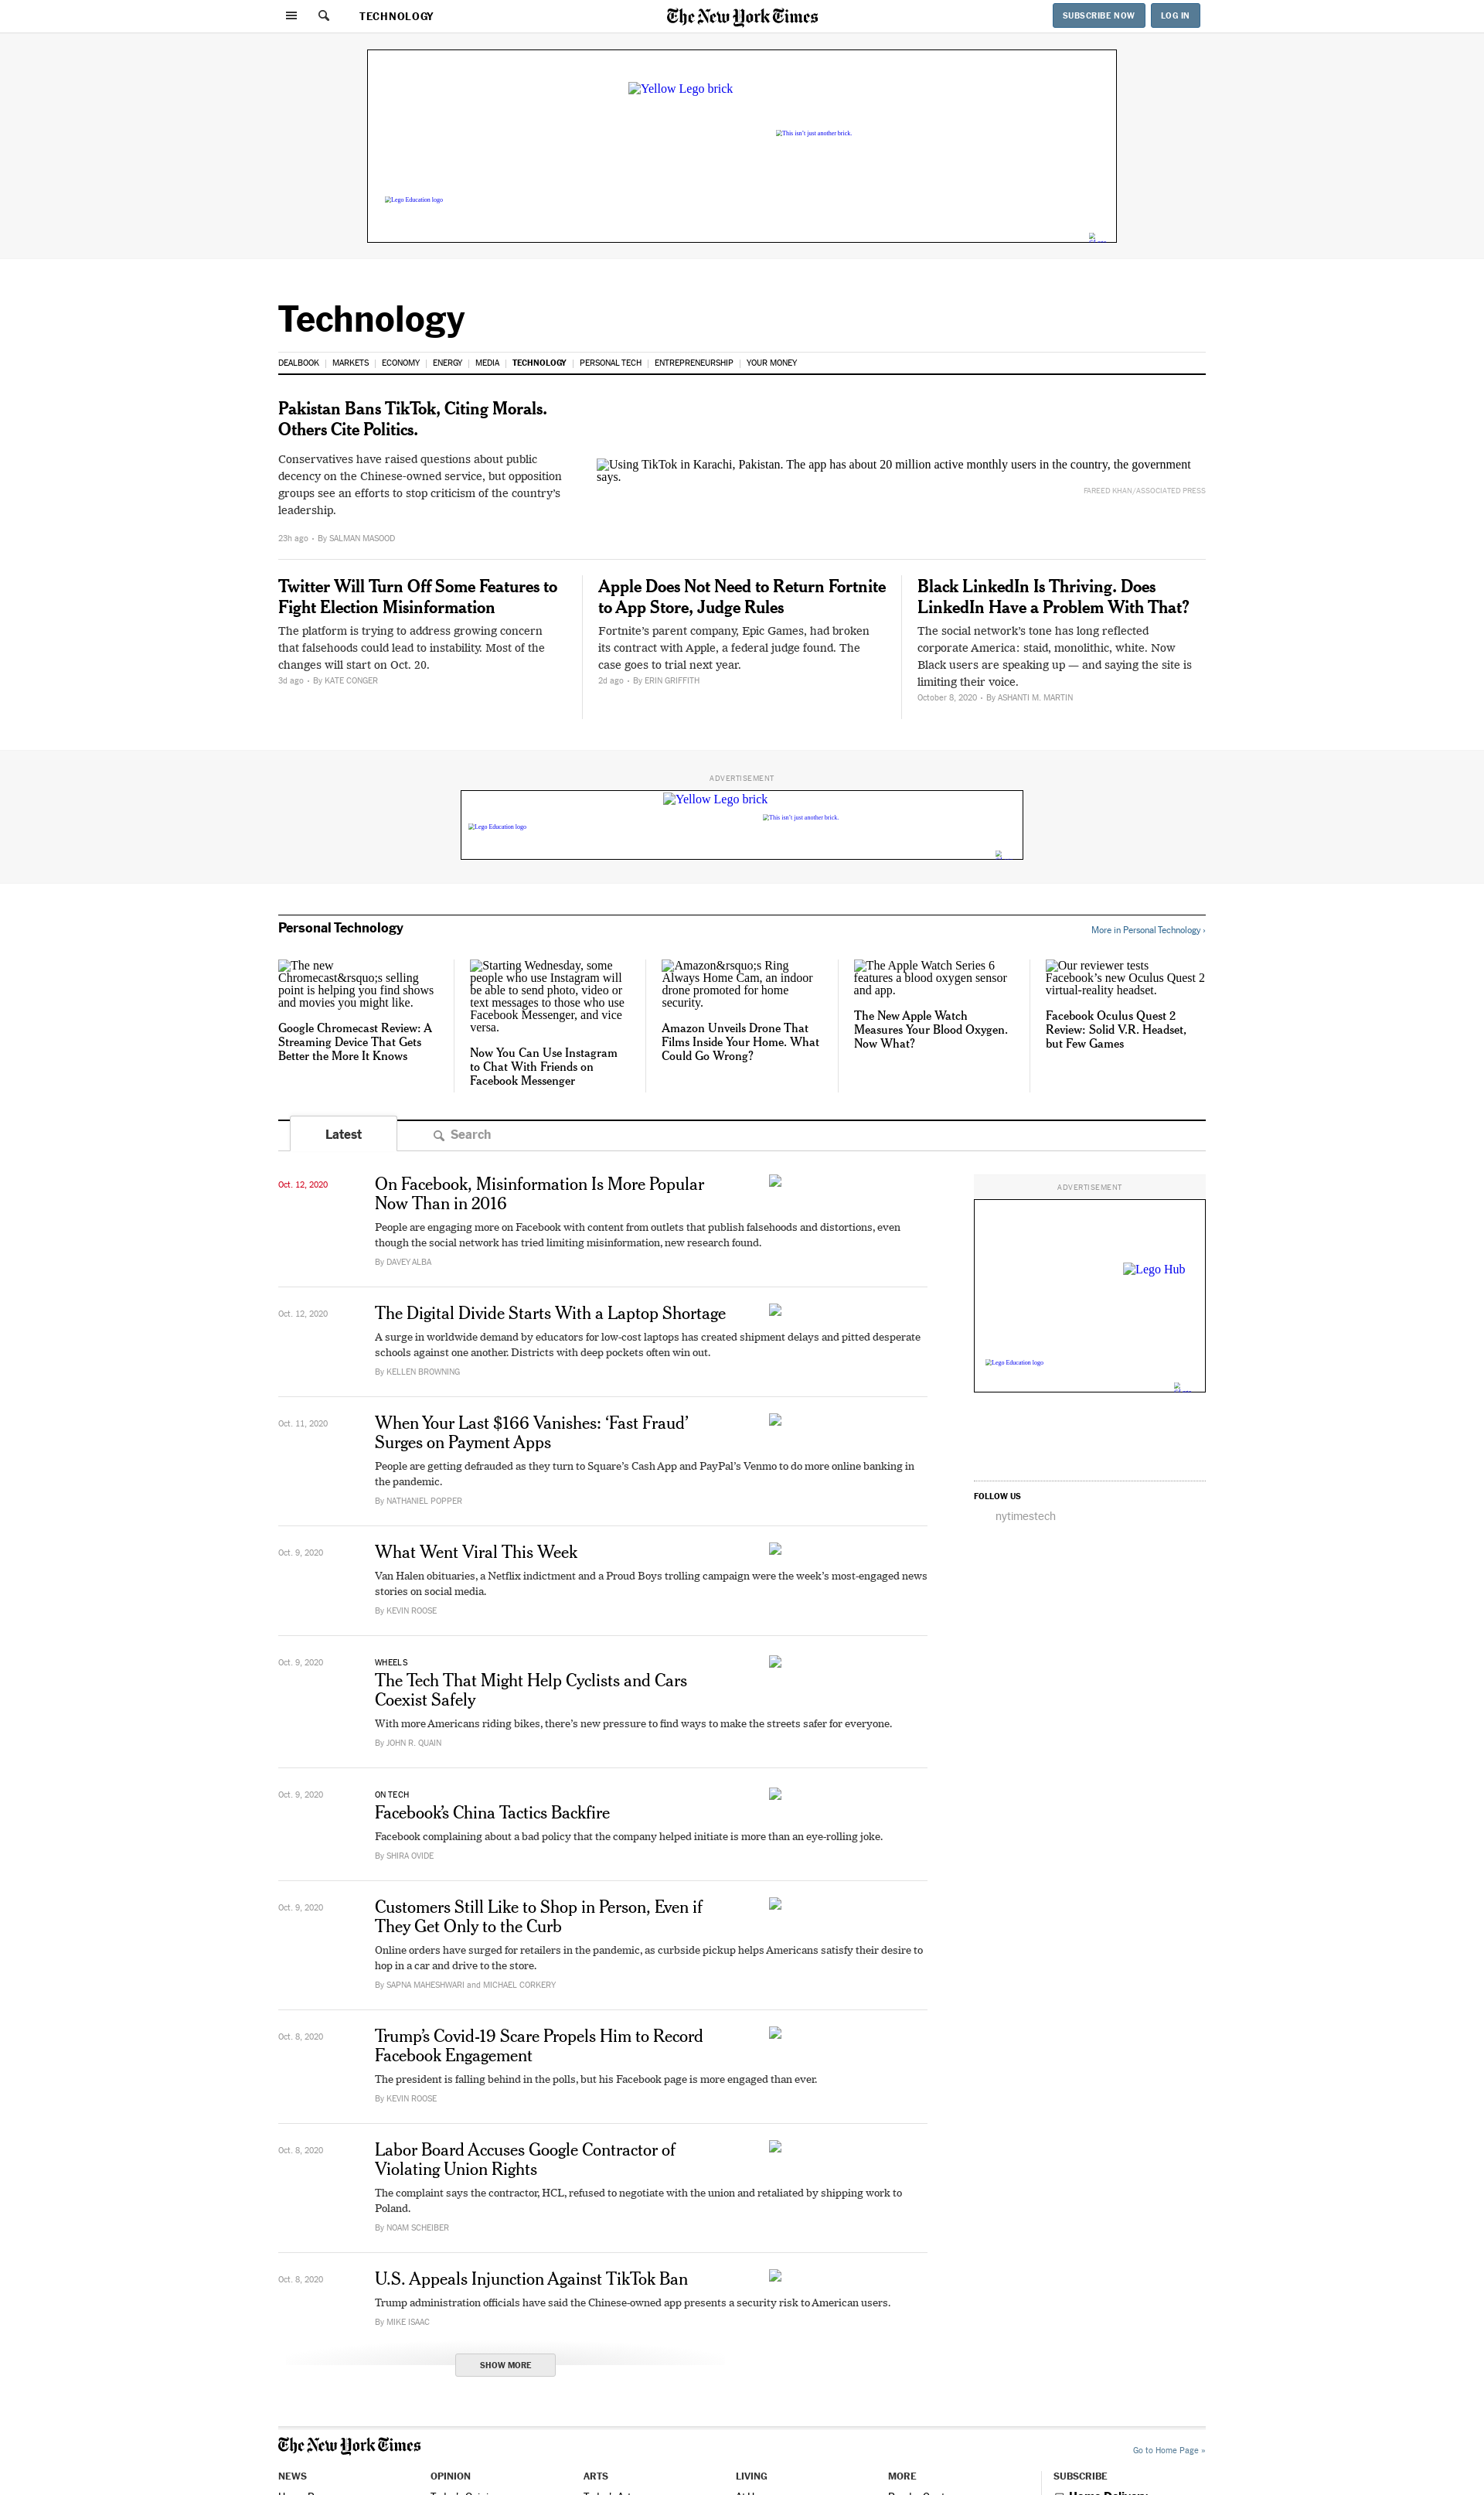 TECHNOLOGY
The New York Times
SUBSCRIBE NOW
LOG IN
Yellow Lego brick
This isn't just another brick.
Lego Education logo
Technology
DEALBOOK | MARKETS | ECONOMY | ENERGY | MEDIA | TECHNOLOGY | PERSONAL TECH | ENTREPRENEURSHIP | YOUR MONEY
Pakistan Bans TikTok, Citing Morals.
Others Cite Politics.
Conservatives have raised questions about public
decency on the Chinese-owned service, but opposition
groups see an efforts to stop criticism of the country's
leadership.
23h ago • By SALMAN MASOOD
Using TikTok in Karachi, Pakistan. The app has about 20 million active monthly users in the country, the government
says.
FAREED KHAN/ASSOCIATED PRESS
Twitter Will Turn Off Some Features to
Fight Election Misinformation
The platform is trying to address growing concern
that falsehoods could lead to instability. Most of the
changes will start on Oct. 20.
3d ago • By KATE CONGER
Apple Does Not Need to Return Fortnite
to App Store, Judge Rules
Fortnite's parent company, Epic Games, had broken
its contract with Apple, a federal judge found. The
case goes to trial next year.
2d ago • By ERIN GRIFFITH
Black LinkedIn Is Thriving. Does
LinkedIn Have a Problem With That?
The social network's tone has long reflected
corporate America: staid, monolithic, white. Now
Black users are speaking up — and saying the site is
limiting their voice.
October 8, 2020 • By ASHANTI M. MARTIN
ADVERTISEMENT
Yellow Lego brick
This isn't just another brick.
Lego Education logo
Personal Technology
More in Personal Technology ›
The new
Chromecast&rsquo;s selling
point is helping you find shows
and movies you might like.
Google Chromecast Review: A
Streaming Device That Gets
Better the More It Knows
Starting Wednesday, some
people who use Instagram will
be able to send photo, video or
text messages to those who use
Facebook Messenger, and vice
versa.
Now You Can Use Instagram
to Chat With Friends on
Facebook Messenger
Amazon&rsquo;s Ring
Always Home Cam, an indoor
drone promoted for home
security.
Amazon Unveils Drone That
Films Inside Your Home. What
Could Go Wrong?
The Apple Watch Series 6
features a blood oxygen sensor
and app.
The New Apple Watch
Measures Your Blood Oxygen.
Now What?
Our reviewer tests
Facebook's new Oculus Quest 2
virtual-reality headset.
Facebook Oculus Quest 2
Review: Solid V.R. Headset,
but Few Games
Latest
Search
Oct. 12, 2020
On Facebook, Misinformation Is More Popular
Now Than in 2016
People are engaging more on Facebook with content from outlets that publish falsehoods and distortions, even
though the social network has tried limiting misinformation, new research found.
By DAVEY ALBA
Oct. 12, 2020
The Digital Divide Starts With a Laptop Shortage
A surge in worldwide demand by educators for low-cost laptops has created shipment delays and pitted desperate
schools against one another. Districts with deep pockets often win out.
By KELLEN BROWNING
Oct. 11, 2020
When Your Last $166 Vanishes: 'Fast Fraud'
Surges on Payment Apps
People are getting defrauded as they turn to Square's Cash App and PayPal's Venmo to do more online banking in
the pandemic.
By NATHANIEL POPPER
Oct. 9, 2020
What Went Viral This Week
Van Halen obituaries, a Netflix indictment and a Proud Boys trolling campaign were the week's most-engaged news
stories on social media.
By KEVIN ROOSE
Oct. 9, 2020
WHEELS
The Tech That Might Help Cyclists and Cars
Coexist Safely
With more Americans riding bikes, there's new pressure to find ways to make the streets safer for everyone.
By JOHN R. QUAIN
Oct. 9, 2020
ON TECH
Facebook's China Tactics Backfire
Facebook complaining about a bad policy that the company helped initiate is more than an eye-rolling joke.
By SHIRA OVIDE
Oct. 9, 2020
Customers Still Like to Shop in Person, Even if
They Get Only to the Curb
Online orders have surged for retailers in the pandemic, as curbside pickup helps Americans satisfy their desire to
hop in a car and drive to the store.
By SAPNA MAHESHWARI and MICHAEL CORKERY
Oct. 8, 2020
Trump's Covid-19 Scare Propels Him to Record
Facebook Engagement
The president is falling behind in the polls, but his Facebook page is more engaged than ever.
By KEVIN ROOSE
Oct. 8, 2020
Labor Board Accuses Google Contractor of
Violating Union Rights
The complaint says the contractor, HCL, refused to negotiate with the union and retaliated by shipping work to
Poland.
By NOAM SCHEIBER
Oct. 8, 2020
U.S. Appeals Injunction Against TikTok Ban
Trump administration officials have said the Chinese-owned app presents a security risk to American users.
By MIKE ISAAC
SHOW MORE
ADVERTISEMENT
Lego Hub
Lego Education logo
FOLLOW US
nytimestech
The New York Times
Go to Home Page »
NEWS
OPINION
ARTS
LIVING
MORE
SUBSCRIBE